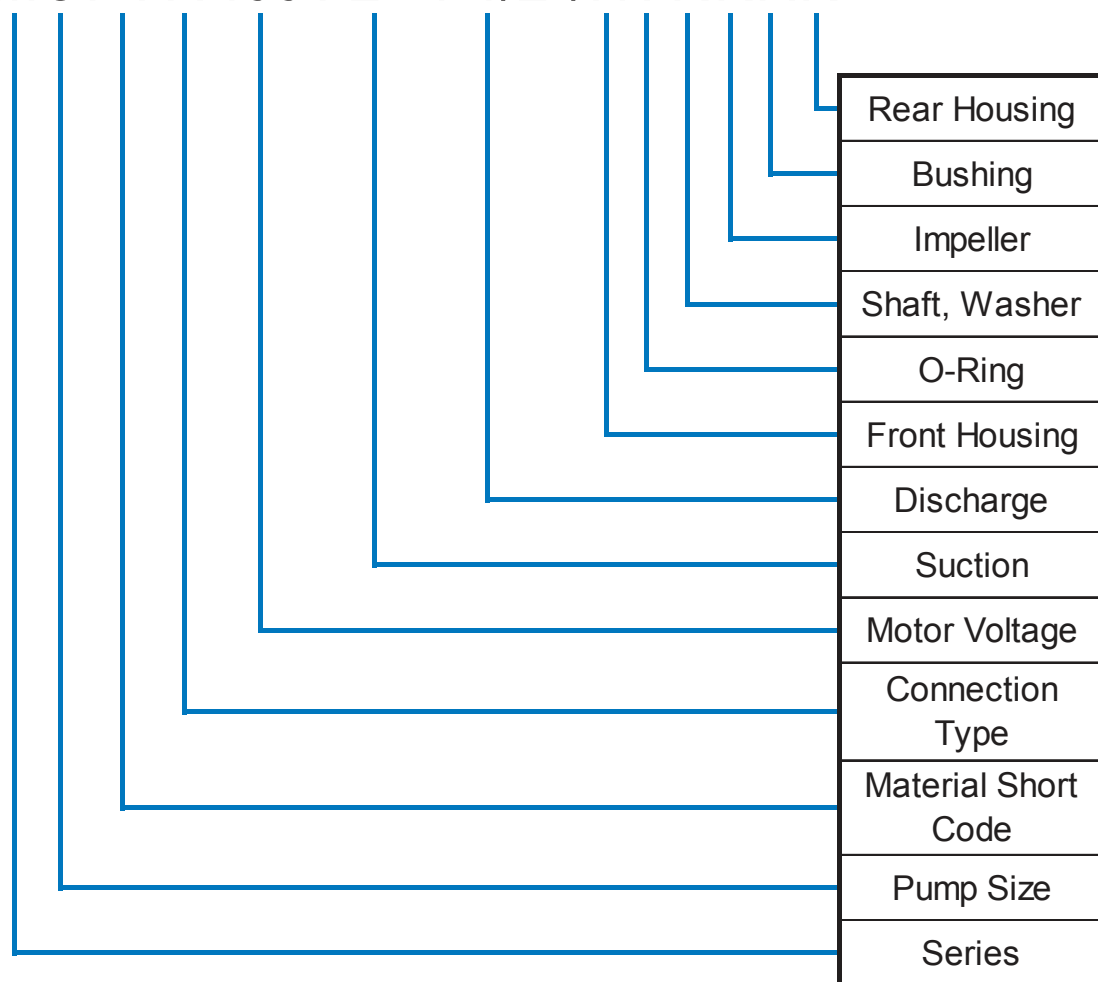 Rear Housing
Bushing
Impeller
Shaft, Washer
O-Ring
Front Housing
Discharge
Suction
Motor Voltage
Connection
Type
Material Short
Code
Pump Size
Series